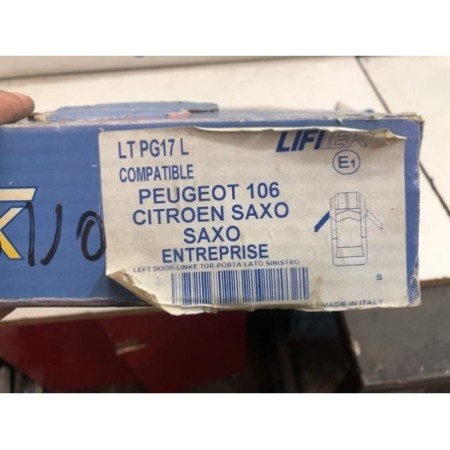 LT PG17 L
LIFTTEK
COMPATIBLE
E1
PEUGEOT 106
CITROEN SAXO
SAXO
ENTREPRISE
LEFT DOOR-LINKE TÜR-PORTA LATO SINISTRO
S
MADE IN ITALY